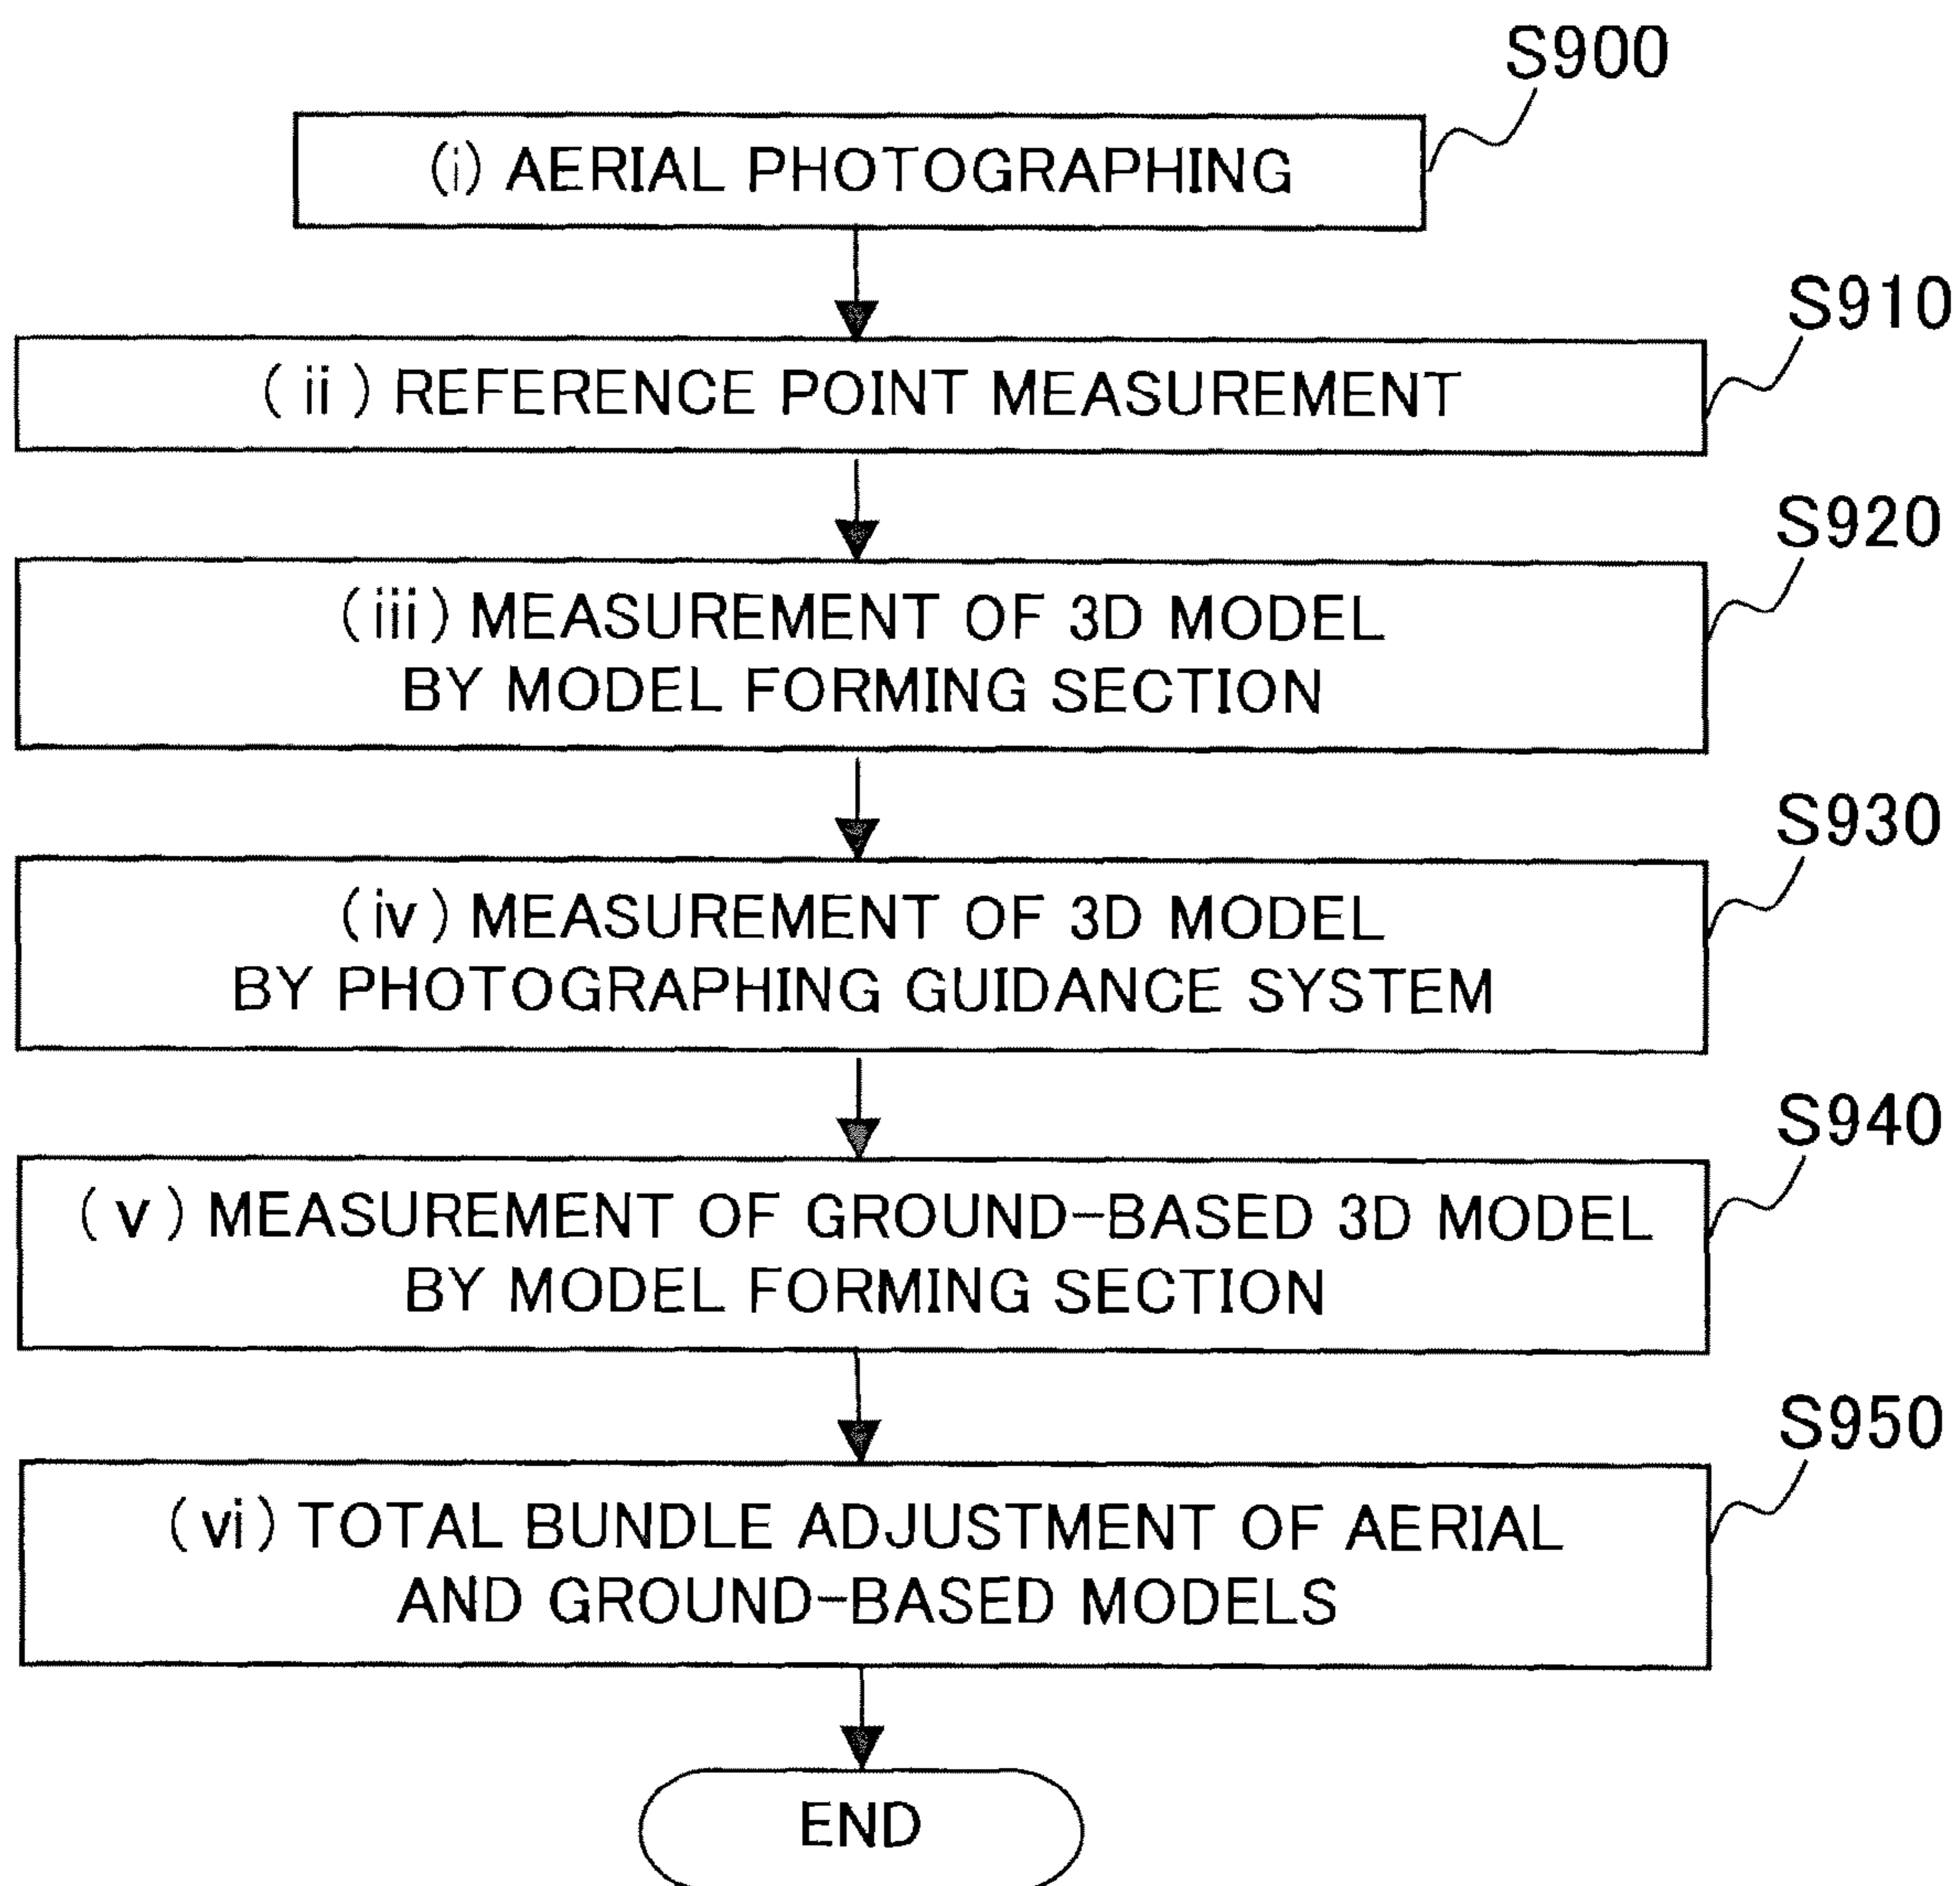 S900
(i) AERIAL PHOTOGRAPHING
S910
(ii) REFERENCE POINT MEASUREMENT
S920
(iii) MEASUREMENT OF 3D MODEL
BY MODEL FORMING SECTION
S930
(iv) MEASUREMENT OF 3D MODEL
BY PHOTOGRAPHING GUIDANCE SYSTEM
S940
(v) MEASUREMENT OF GROUND-BASED 3D MODEL
BY MODEL FORMING SECTION
S950
(vi) TOTAL BUNDLE ADJUSTMENT OF AERIAL
AND GROUND-BASED MODELS
END